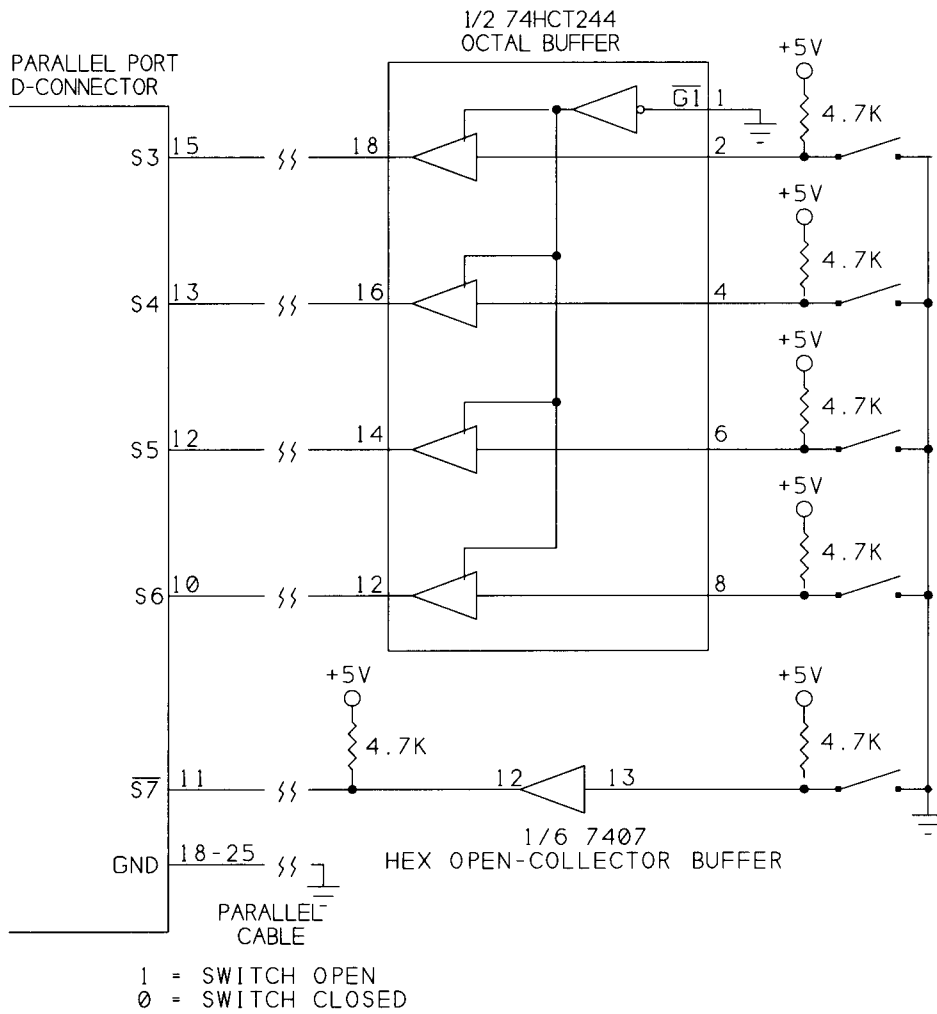 1/2 74HCT244
OCTAL BUFFER
PARALLEL PORT
D-CONNECTOR
+5V
4.7K
G1 1
S3 15
18
2
+5V
4.7K
S4 13
16
4
+5V
4.7K
S5 12
14
6
+5V
4.7K
S6 10
12
8
+5V
4.7K
+5V
4.7K
S7 11
12
13
1/6 7407
HEX OPEN-COLLECTOR BUFFER
GND 18-25
PARALLEL
CABLE
1 = SWITCH OPEN
0 = SWITCH CLOSED